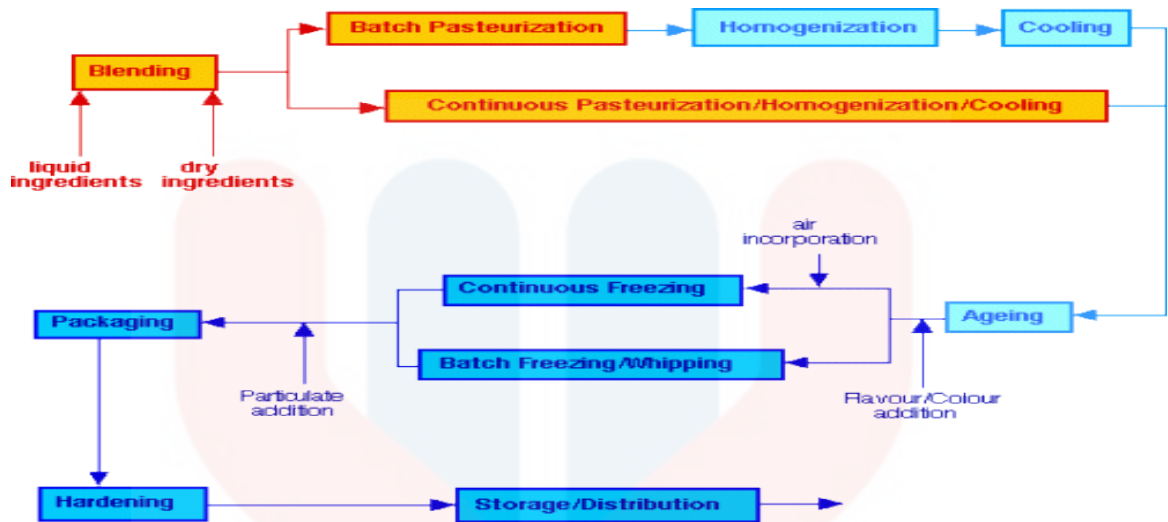 Batch Pasteurization
Homogenization
Cooling
Blending
Continuous Pasteurization/Homogenization/Cooling
liquid
ingredients
dry
ingredients
air
incorporation
Continuous Freezing
Ageing
Packaging
Batch Freezing/Whipping
Particulate
addition
Flavour/Colour
addition
Hardening
Storage/Distribution